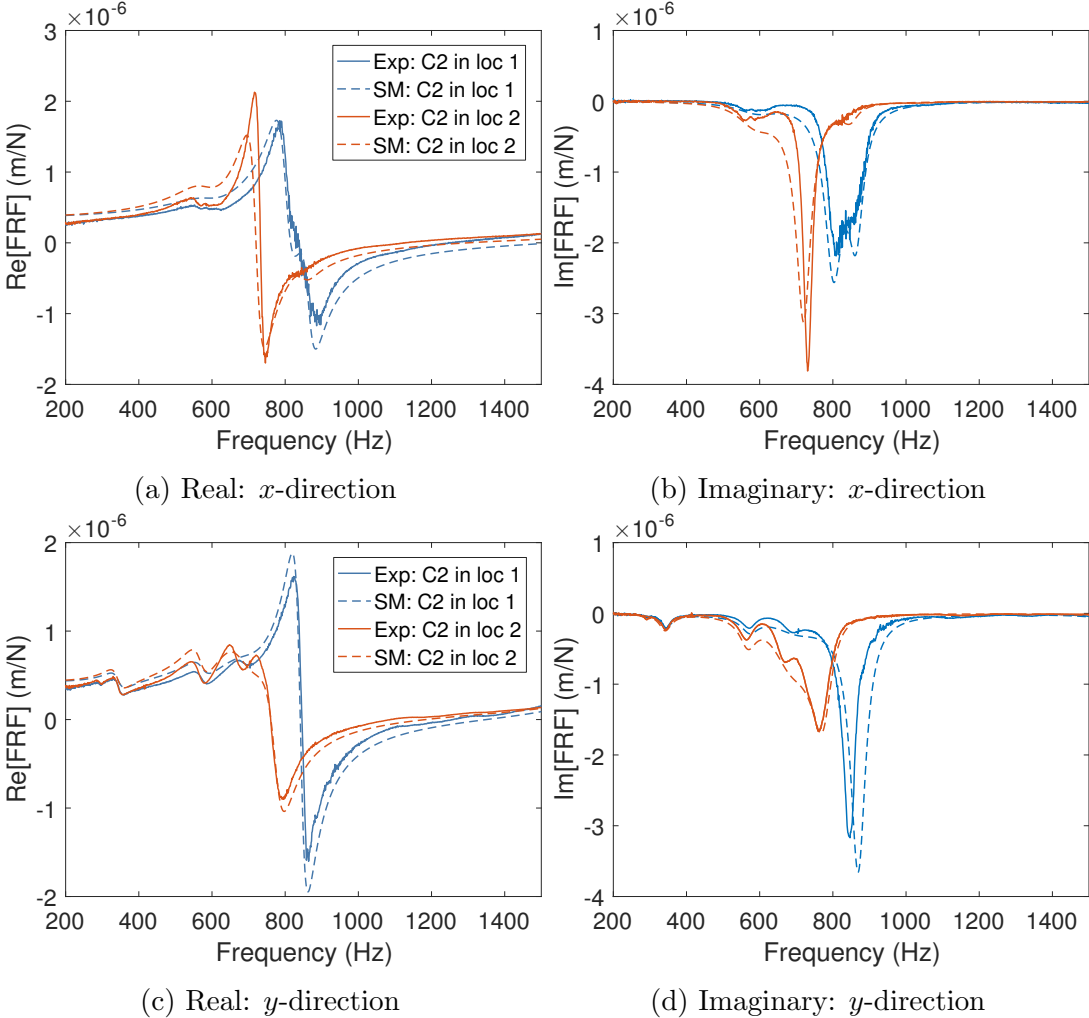 ×10⁻⁶
3
2
1
0
-1
-2
Re[FRF] (m/N)
Exp: C2 in loc 1
SM: C2 in loc 1
Exp: C2 in loc 2
SM: C2 in loc 2
200 400 600 800 1000 1200 1400
Frequency (Hz)
(a) Real: x-direction
×10⁻⁶
1
0
-1
-2
-3
-4
Im[FRF] (m/N)
200 400 600 800 1000 1200 1400
Frequency (Hz)
(b) Imaginary: x-direction
×10⁻⁶
2
1
0
-1
-2
Re[FRF] (m/N)
Exp: C2 in loc 1
SM: C2 in loc 1
Exp: C2 in loc 2
SM: C2 in loc 2
200 400 600 800 1000 1200 1400
Frequency (Hz)
(c) Real: y-direction
×10⁻⁶
1
0
-1
-2
-3
-4
Im[FRF] (m/N)
200 400 600 800 1000 1200 1400
Frequency (Hz)
(d) Imaginary: y-direction